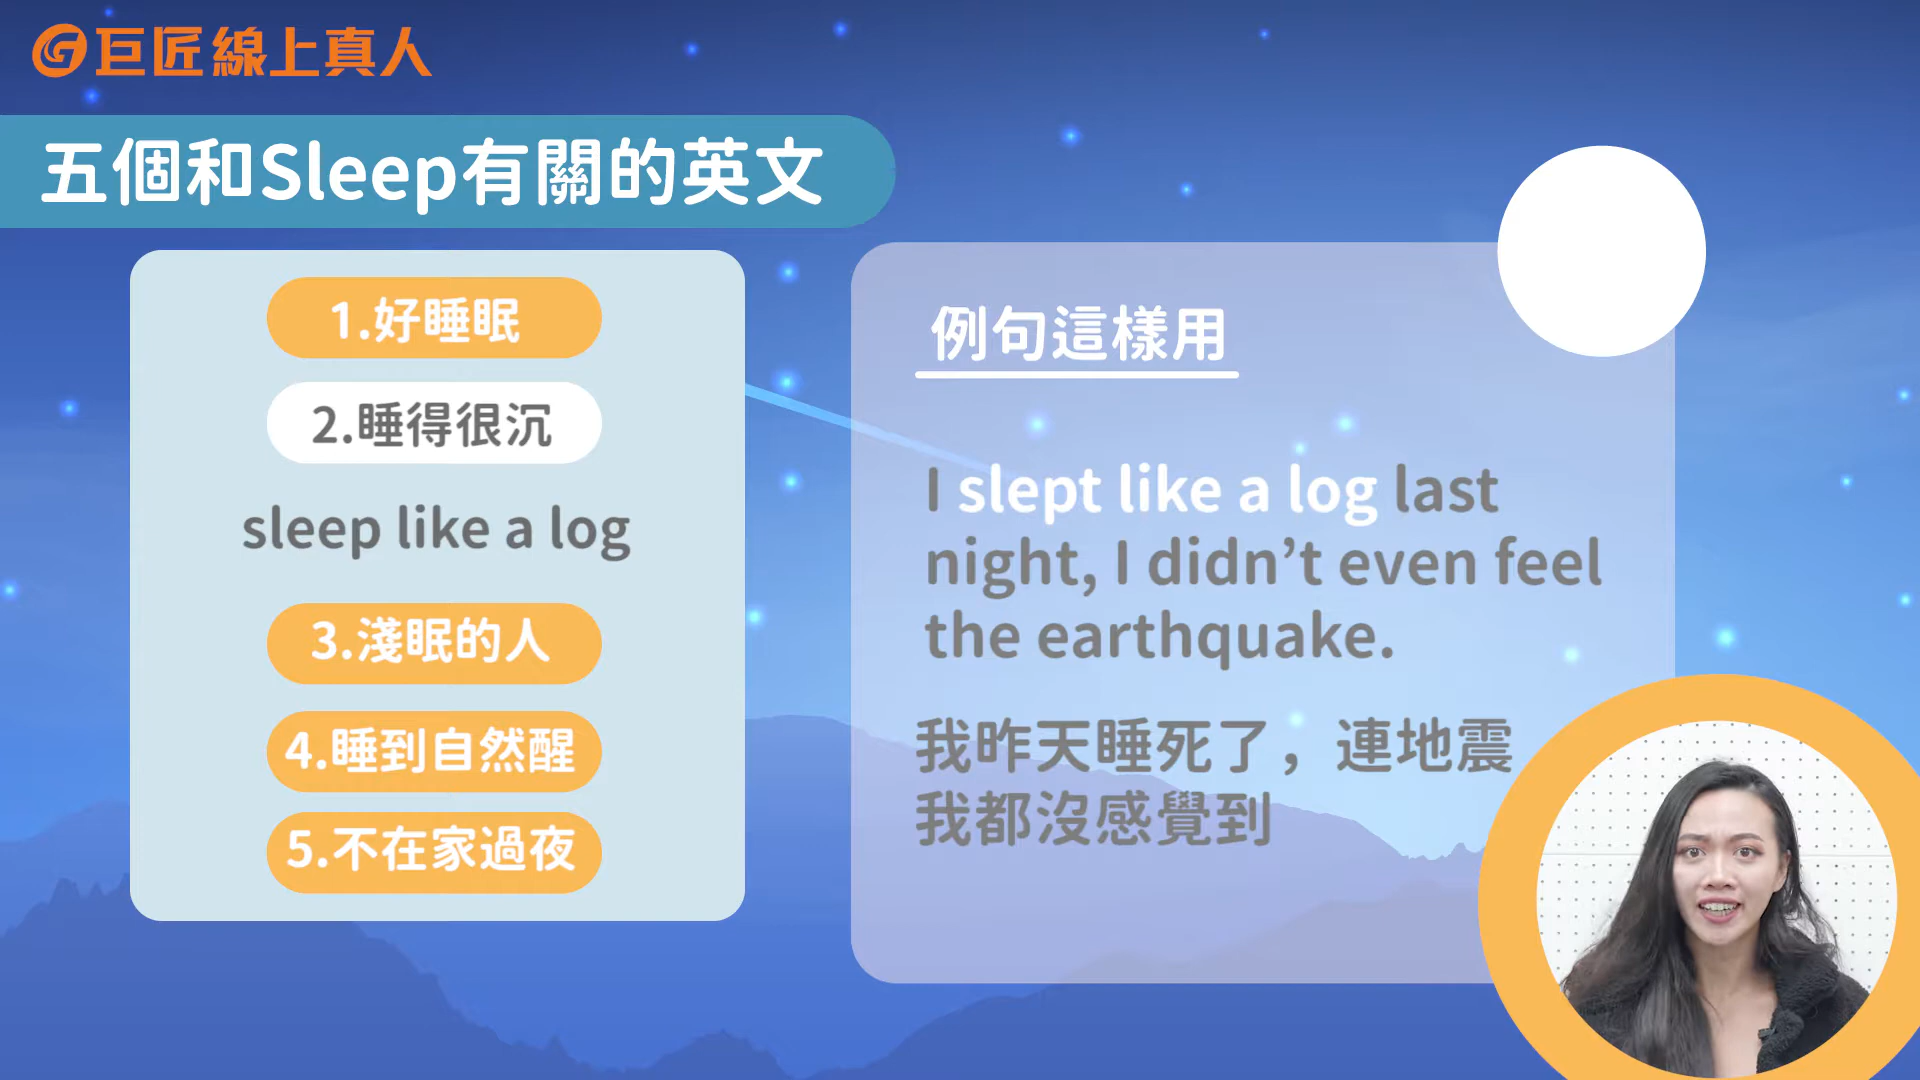 巨匠線上真人
五個和Sleep有關的英文
1.好睡眠
2.睡得很沉
sleep like a log
3.淺眠的人
4.睡到自然醒
5.不在家過夜
例句這樣用
I slept like a log last
night, I didn’t even feel
the earthquake.
我昨天睡死了，連地震
我都沒感覺到